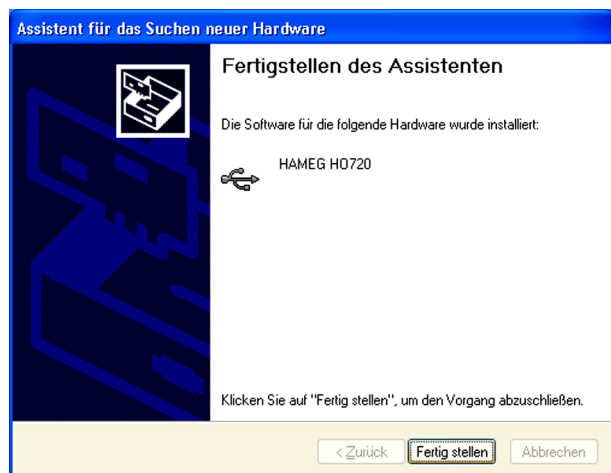 Assistent für das Suchen neuer Hardware
Fertigstellen des Assistenten
Die Software für die folgende Hardware wurde installiert:
HAMEG HO720
Klicken Sie auf "Fertig stellen", um den Vorgang abzuschließen.
< Zurück Fertig stellen Abbrechen